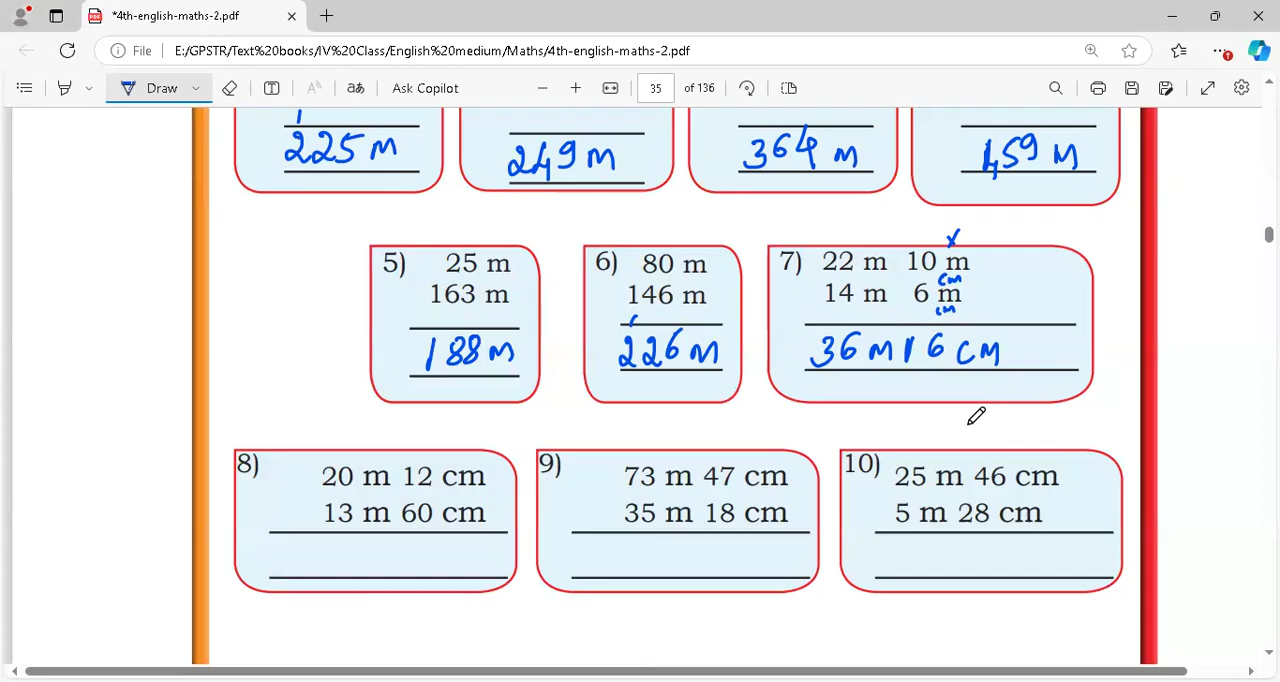 *4th-english-maths-2.pdf
File E:/GPSTR/Text%20books/IV%20Class/English%20medium/Maths/4th-english-maths-2.pdf
Draw Ask Copilot 35 of 136
225 m 249 m 364 m 459 m
5) 25 m
163 m
188 m
6) 80 m
146 m
226 m
7) 22 m 10 m
cm
14 m 6 m
cm
36 m 16 cm
8) 20 m 12 cm
13 m 60 cm
9) 73 m 47 cm
35 m 18 cm
10) 25 m 46 cm
5 m 28 cm